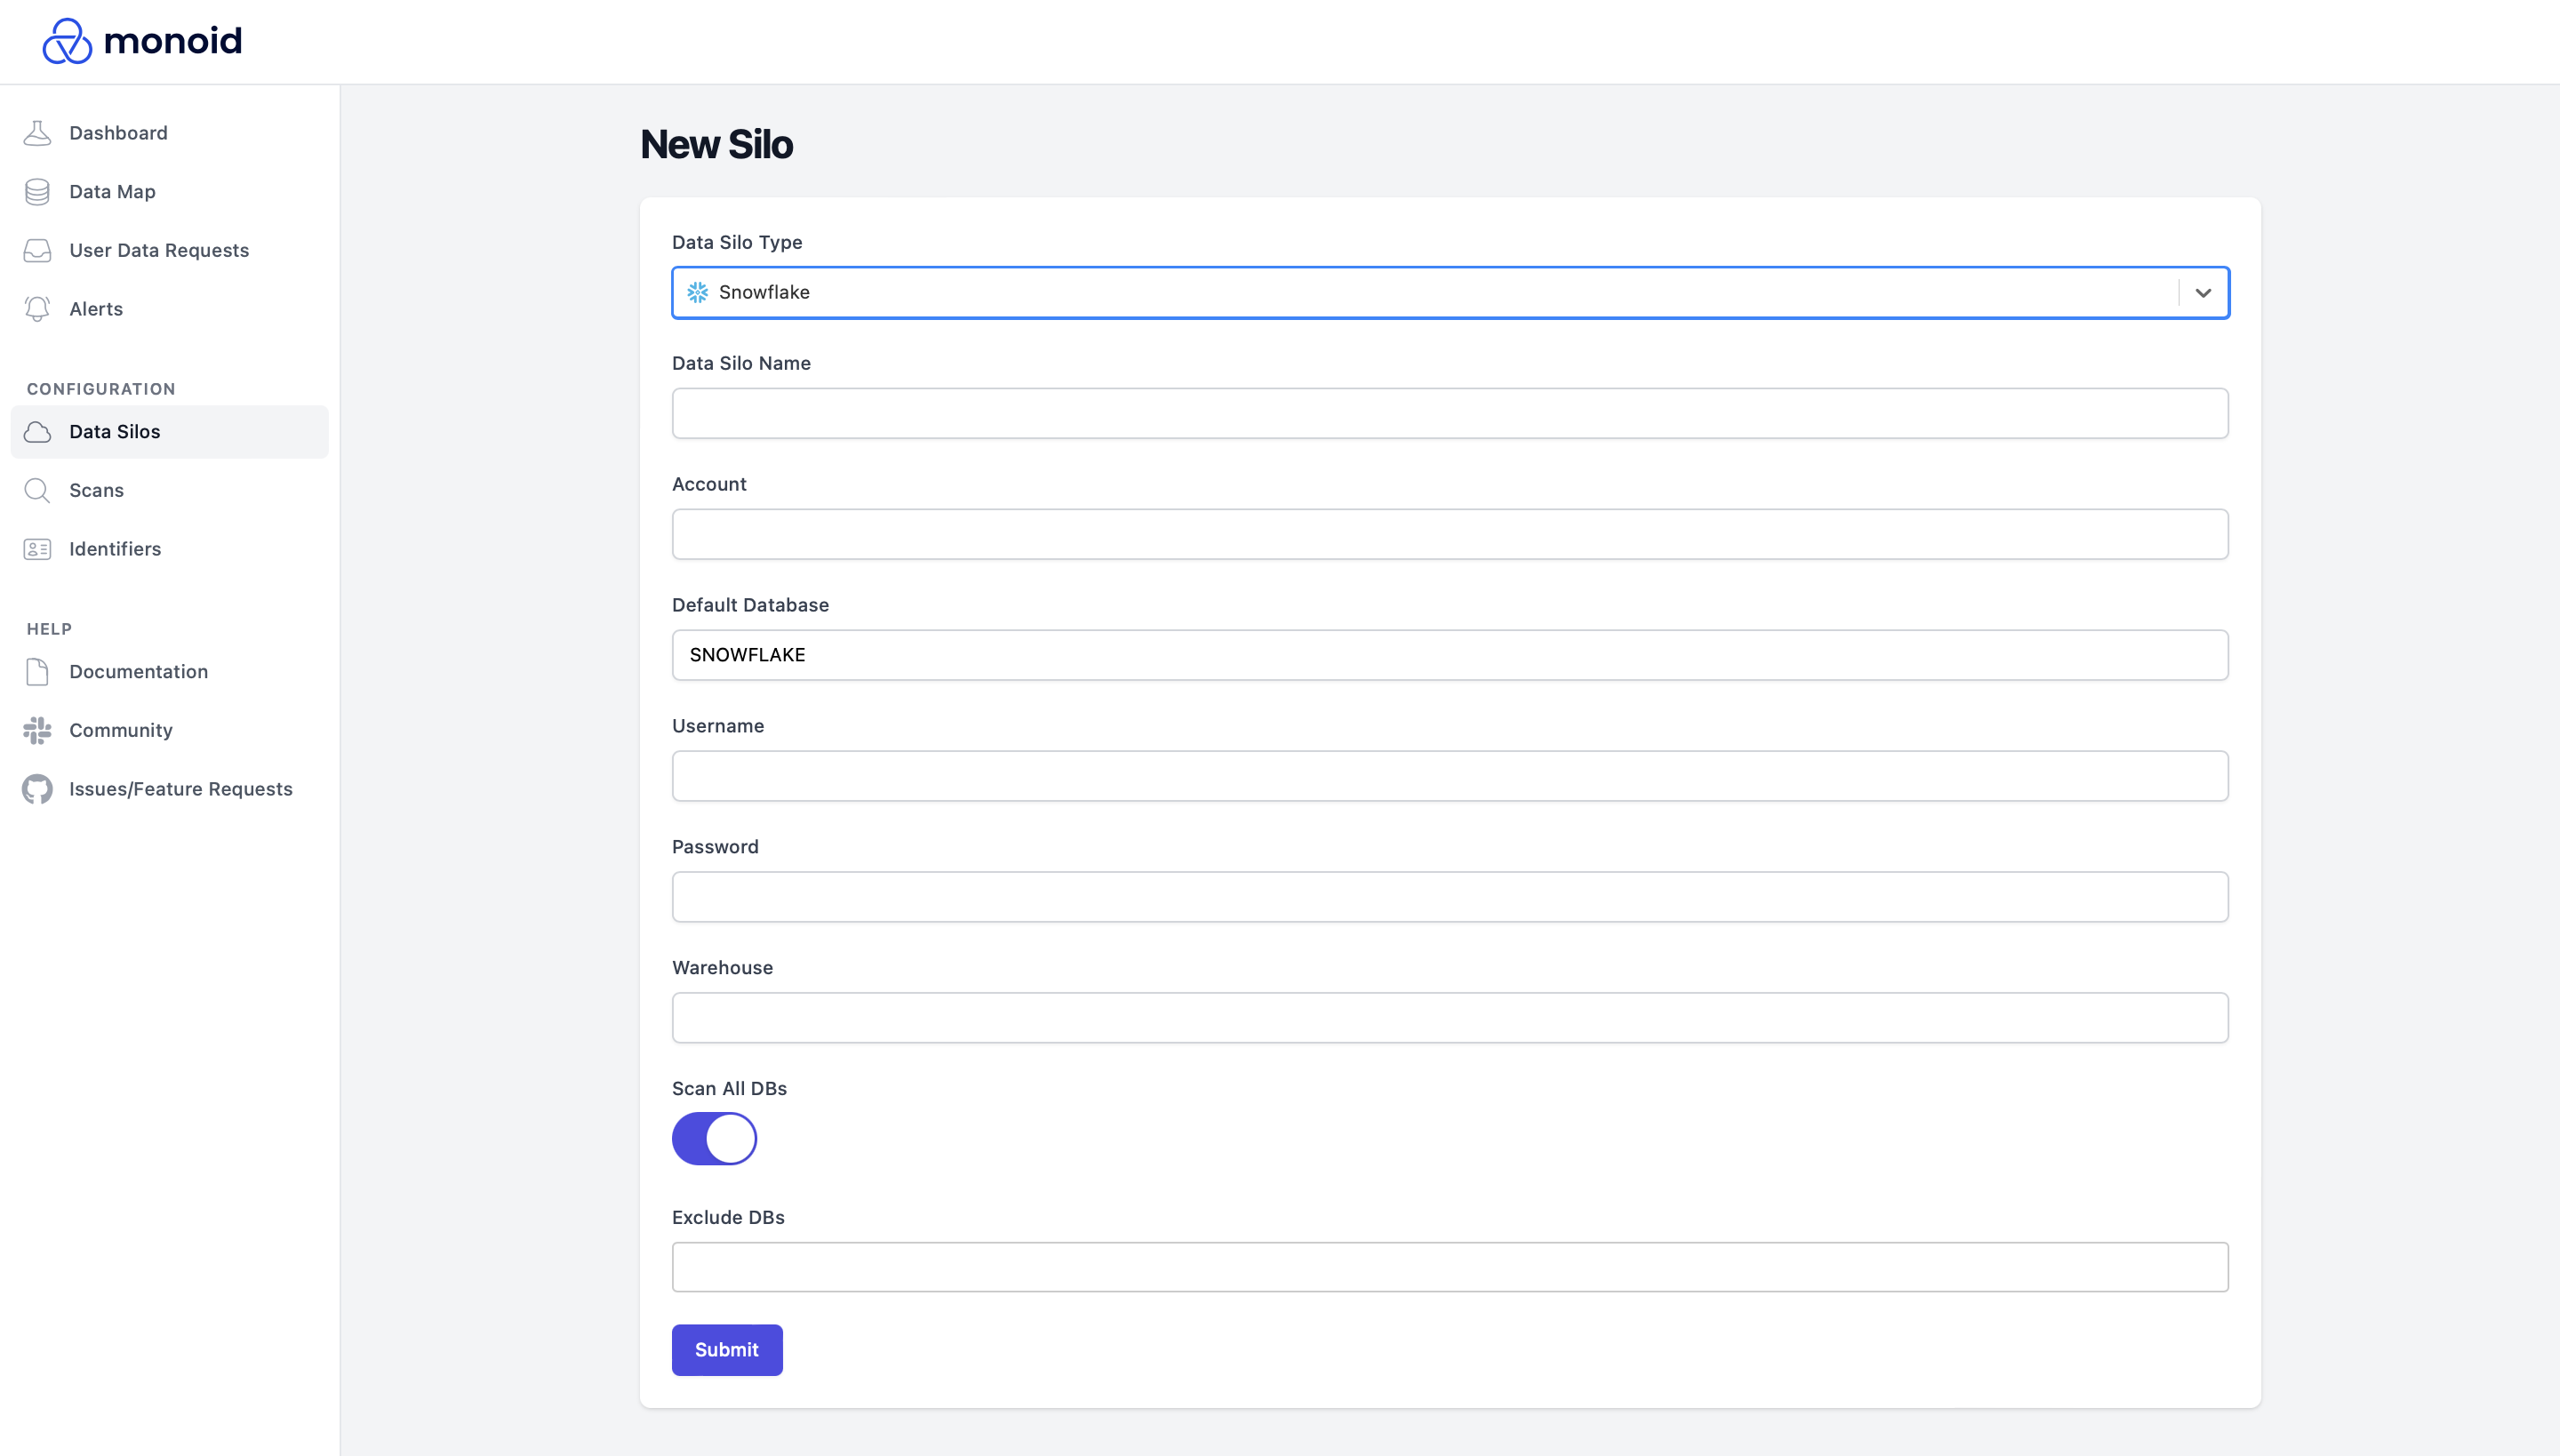 monoid
Dashboard
Data Map
User Data Requests
Alerts
CONFIGURATION
Data Silos
Scans
Identifiers
HELP
Documentation
Community
Issues/Feature Requests
New Silo
Data Silo Type
Snowflake
Data Silo Name
Account
Default Database
SNOWFLAKE
Username
Password
Warehouse
Scan All DBs
Exclude DBs
Submit